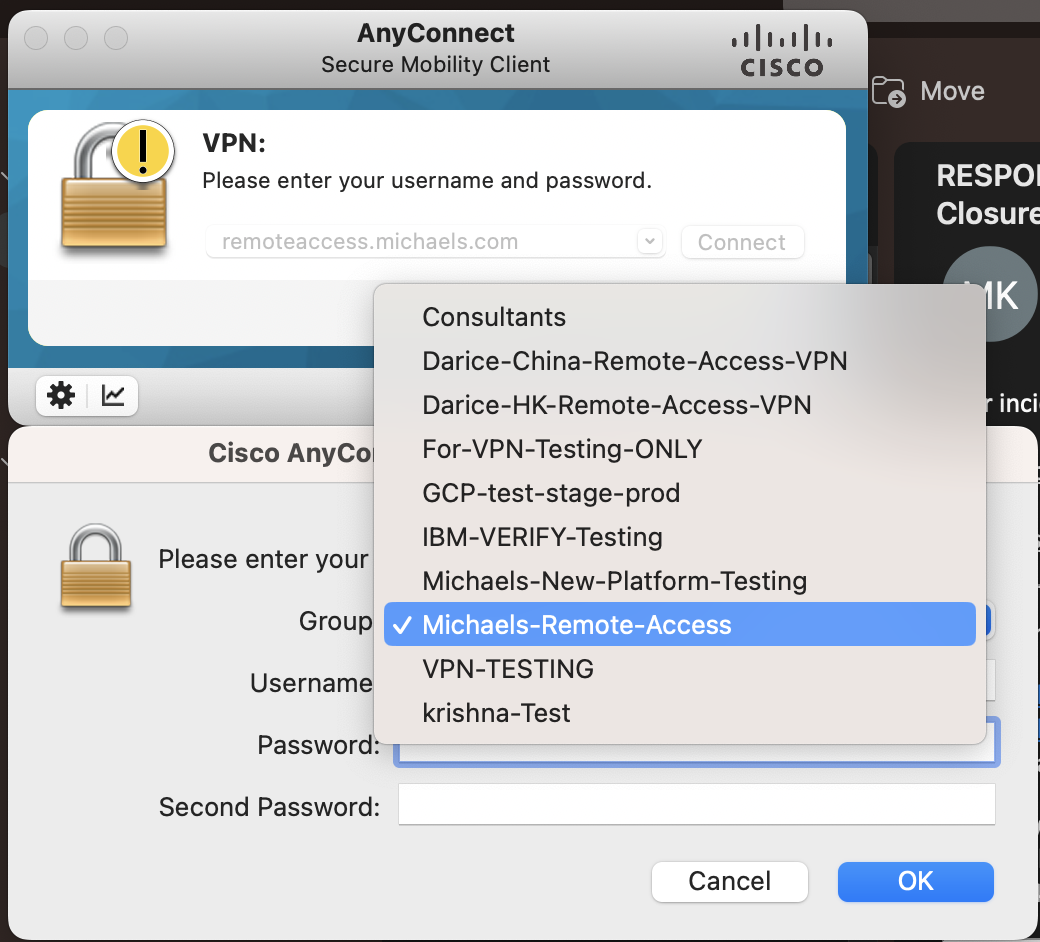 AnyConnect
Secure Mobility Client
CISCO
Move
VPN:
Please enter your username and password.
remoteaccess.michaels.com
Connect
Closure
MK
Consultants
Darice-China-Remote-Access-VPN
Darice-HK-Remote-Access-VPN
For-VPN-Testing-ONLY
GCP-test-stage-prod
IBM-VERIFY-Testing
Michaels-New-Platform-Testing
Michaels-Remote-Access
VPN-TESTING
krishna-Test
Cisco
Please enter your
Group
Username
Password:
Second Password:
Cancel
OK